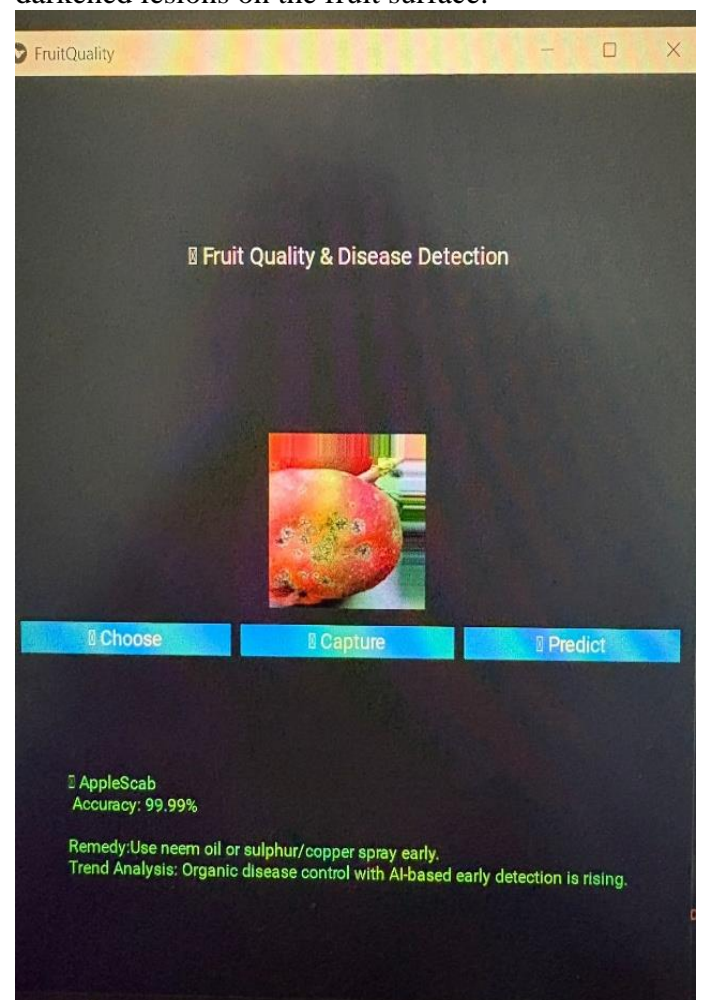 darkened lesions on the fruit surface.
FruitQuality
Fruit Quality & Disease Detection
Choose
Capture
Predict
AppleScab
Accuracy: 99.99%
Remedy:Use neem oil or sulphur/copper spray early.
Trend Analysis: Organic disease control with AI-based early detection is rising.